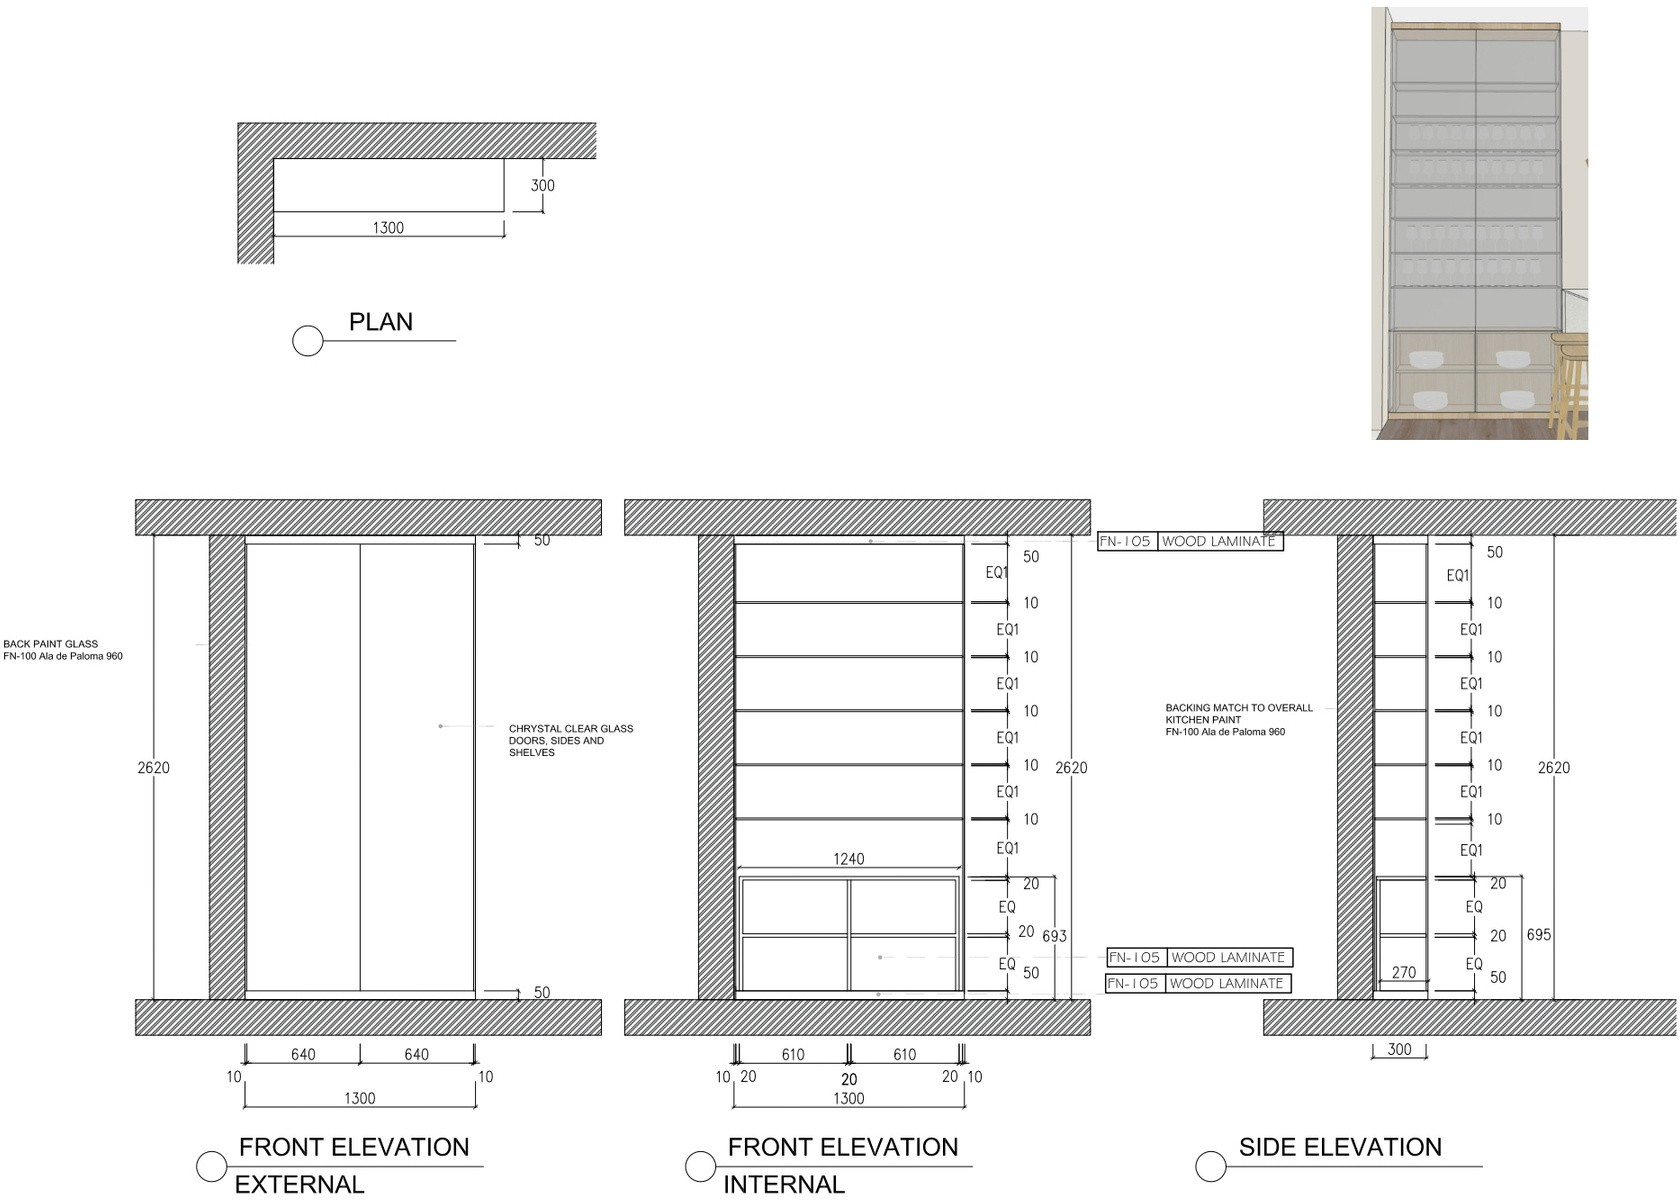 300
1300
PLAN
50
BACK PAINT GLASS
FN-100 Ala de Paloma 960
CHRYSTAL CLEAR GLASS
DOORS, SIDES AND
SHELVES
2620
50
640 640
10 10
1300
FRONT ELEVATION
EXTERNAL
FN-105 WOOD LAMINATE
50
EQ1
10
EQ1
10
EQ1
10
EQ1
10
2620
EQ1
10
EQ1
1240
20
EQ
20
693
EQ
50
FN-105 WOOD LAMINATE
FN-105 WOOD LAMINATE
610 610
10 20 20 20 10
1300
FRONT ELEVATION
INTERNAL
BACKING MATCH TO OVERALL
KITCHEN PAINT
FN-100 Ala de Paloma 960
50
EQ1
10
EQ1
10
EQ1
10
EQ1
10
2620
EQ1
10
EQ1
20
EQ
20
695
EQ
270
50
300
SIDE ELEVATION